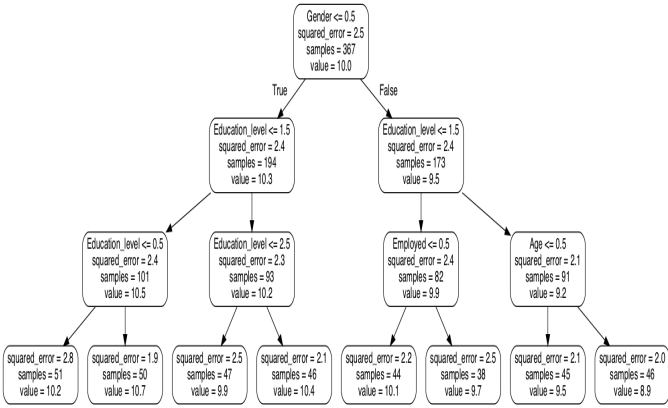 Gender <= 0.5
squared_error = 2.5
samples = 367
value = 10.0
True
False
Education_level <= 1.5
squared_error = 2.4
samples = 194
value = 10.3
Education_level <= 1.5
squared_error = 2.4
samples = 173
value = 9.5
Education_level <= 0.5
squared_error = 2.4
samples = 101
value = 10.5
Education_level <= 2.5
squared_error = 2.3
samples = 93
value = 10.2
Employed <= 0.5
squared_error = 2.4
samples = 82
value = 9.9
Age <= 0.5
squared_error = 2.1
samples = 91
value = 9.2
squared_error = 2.8
samples = 51
value = 10.2
squared_error = 1.9
samples = 50
value = 10.7
squared_error = 2.5
samples = 47
value = 9.9
squared_error = 2.1
samples = 46
value = 10.4
squared_error = 2.2
samples = 44
value = 10.1
squared_error = 2.5
samples = 38
value = 9.7
squared_error = 2.1
samples = 45
value = 9.5
squared_error = 2.0
samples = 46
value = 8.9